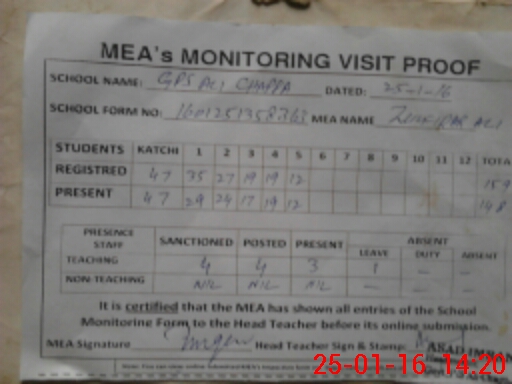 MEA's MONITORING VISIT PROOF
SCHOOL NAME: GPS ALI CHAPPA DATED: 25-1-16
SCHOOL FORM NO: MEA NAME ALI
STUDENTS KATCHI 1 2 3 4 5 6 7 8 9 10 11 12 TOTA
REGISTRED 47 35 27 19 19 12 159
PRESENT 47 29 24 17 19 12 148
PRESENCE STAFF SANCTIONED POSTED PRESENT ABSENT
LEAVE DUTY ABSENT
TEACHING 4 4 3 1 — —
NON-TEACHING NIL NIL NIL — — —
It is certified that the MEA has shown all entries of the School
Monitoring Form to the Head Teacher before its online submission.
MEA Signature Head Teacher Sign & Stamp:
25-01-16 14:20